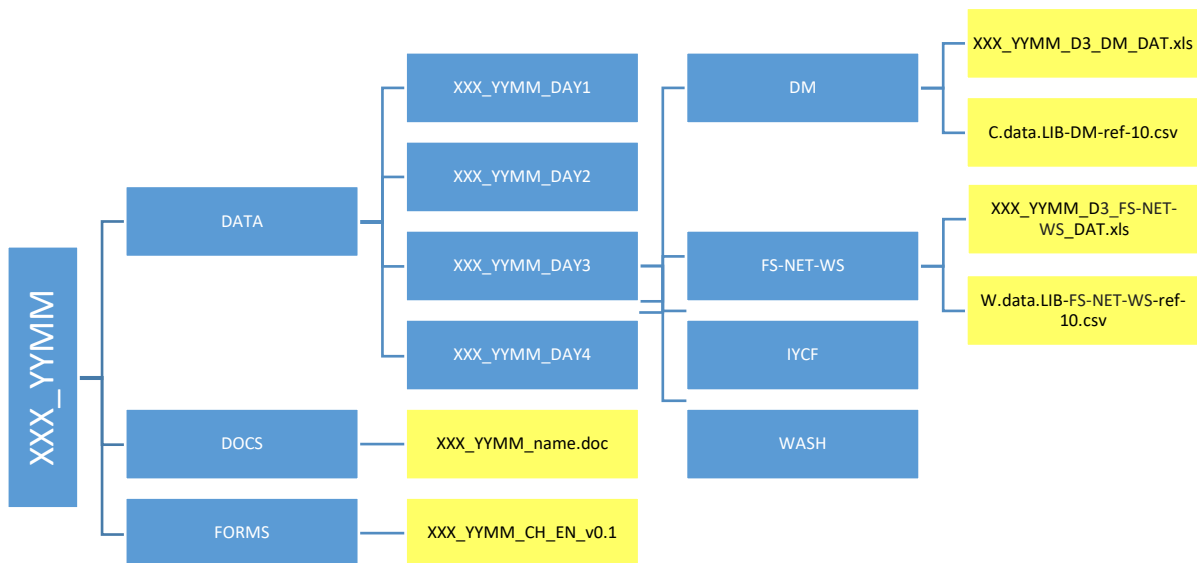 XXX_YYMM
DATA
DOCS
FORMS
XXX_YYMM_DAY1
XXX_YYMM_DAY2
XXX_YYMM_DAY3
XXX_YYMM_DAY4
XXX_YYMM_name.doc
XXX_YYMM_CH_EN_v0.1
DM
FS-NET-WS
IYCF
WASH
XXX_YYMM_D3_DM_DAT.xls
C.data.LIB-DM-ref-10.csv
XXX_YYMM_D3_FS-NET-
WS_DAT.xls
W.data.LIB-FS-NET-WS-ref-
10.csv